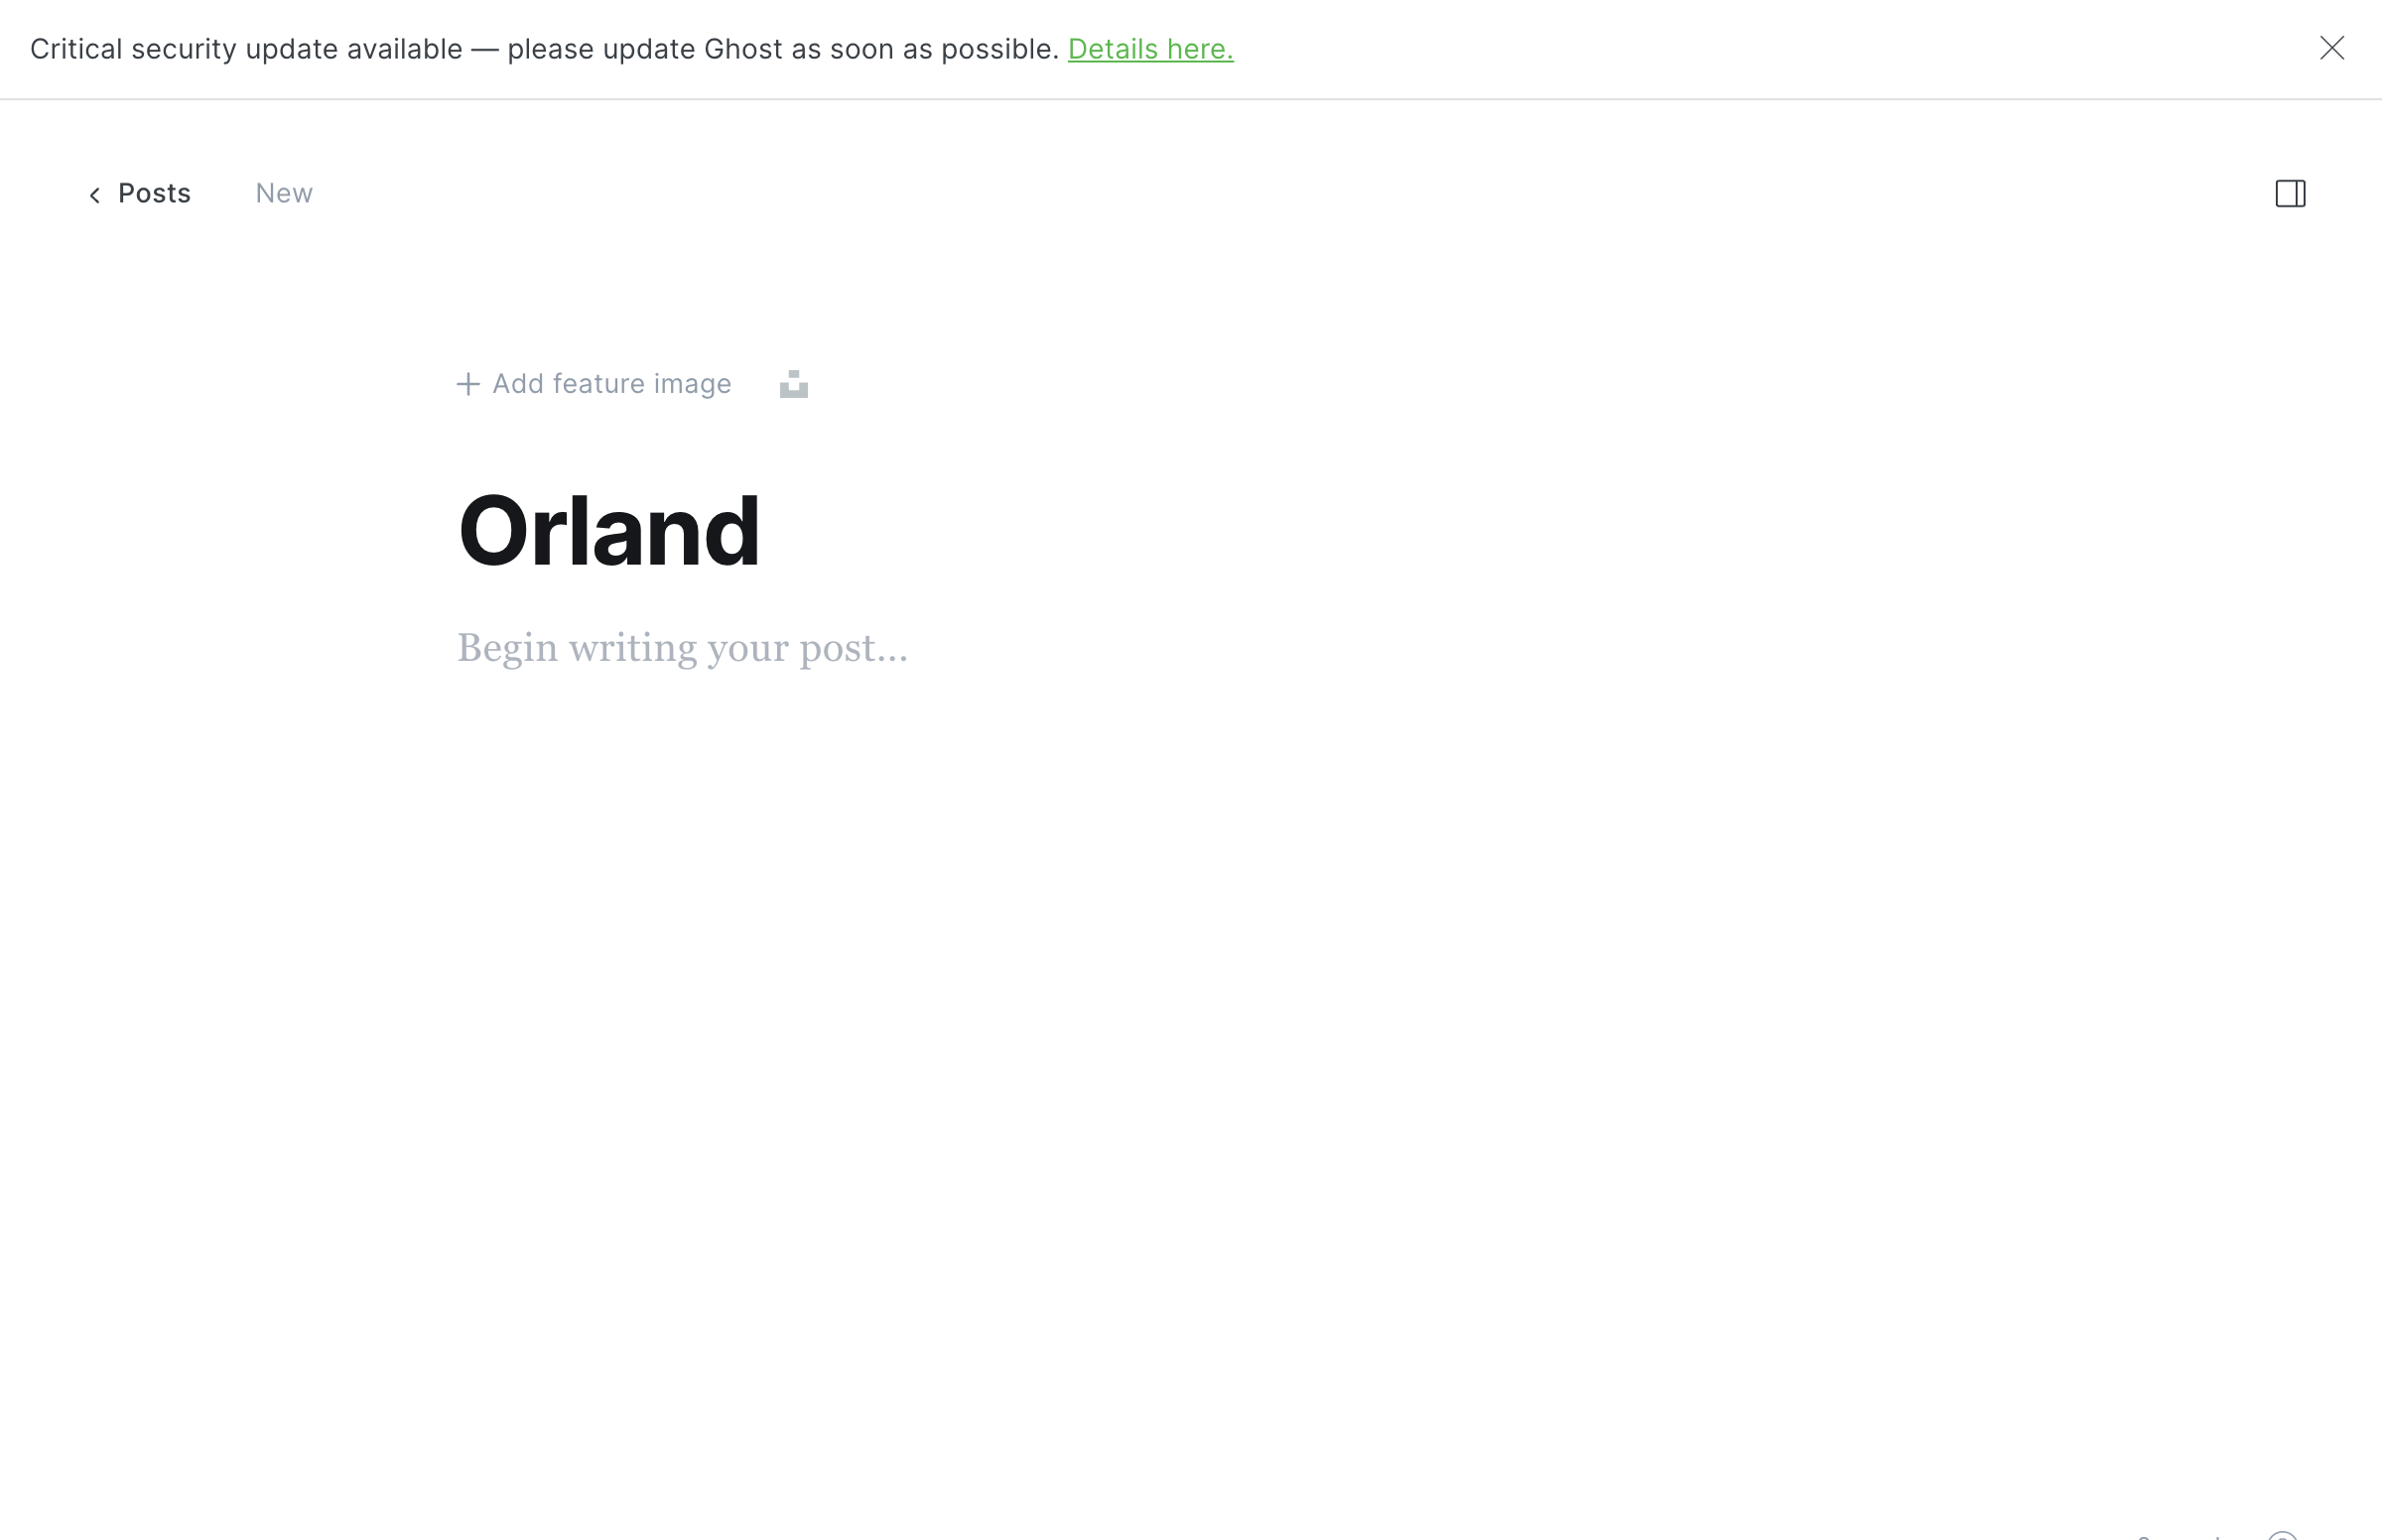 Critical security update available — please update Ghost as soon as possible. Details here.
Posts New
Add feature image
Orland
Begin writing your post...